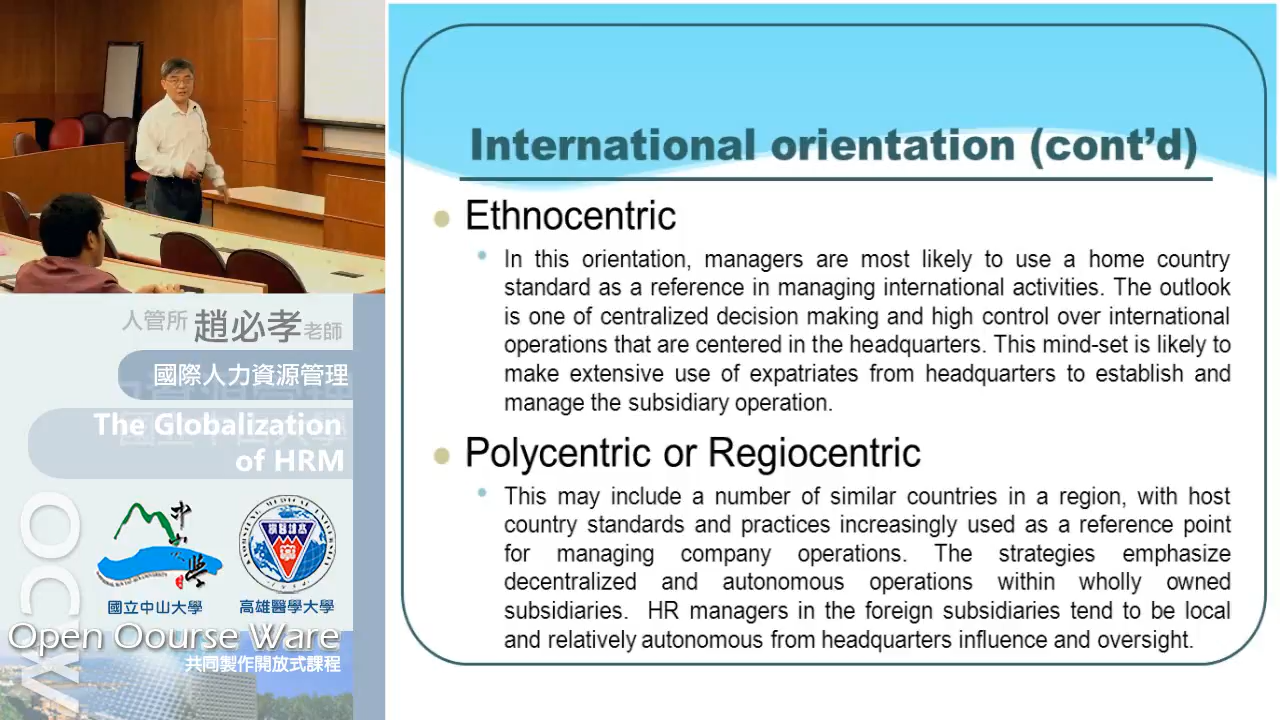 International orientation (cont'd)
Ethnocentric
In this orientation, managers are most likely to use a home country
standard as a reference in managing international activities. The outlook
is one of centralized decision making and high control over international
operations that are centered in the headquarters. This mind-set is likely to
make extensive use of expatriates from headquarters to establish and
manage the subsidiary operation.
Polycentric or Regiocentric
This may include a number of similar countries in a region, with host
country standards and practices increasingly used as a reference point
for managing company operations. The strategies emphasize
decentralized and autonomous operations within wholly owned
subsidiaries. HR managers in the foreign subsidiaries tend to be local
and relatively autonomous from headquarters influence and oversight.
人管所 趙必孝老師
國際人力資源管理
The Globalization
of HRM
國立中山大學
高雄醫學大學
Open Oourse Ware
共同製作開放式課程
OCW